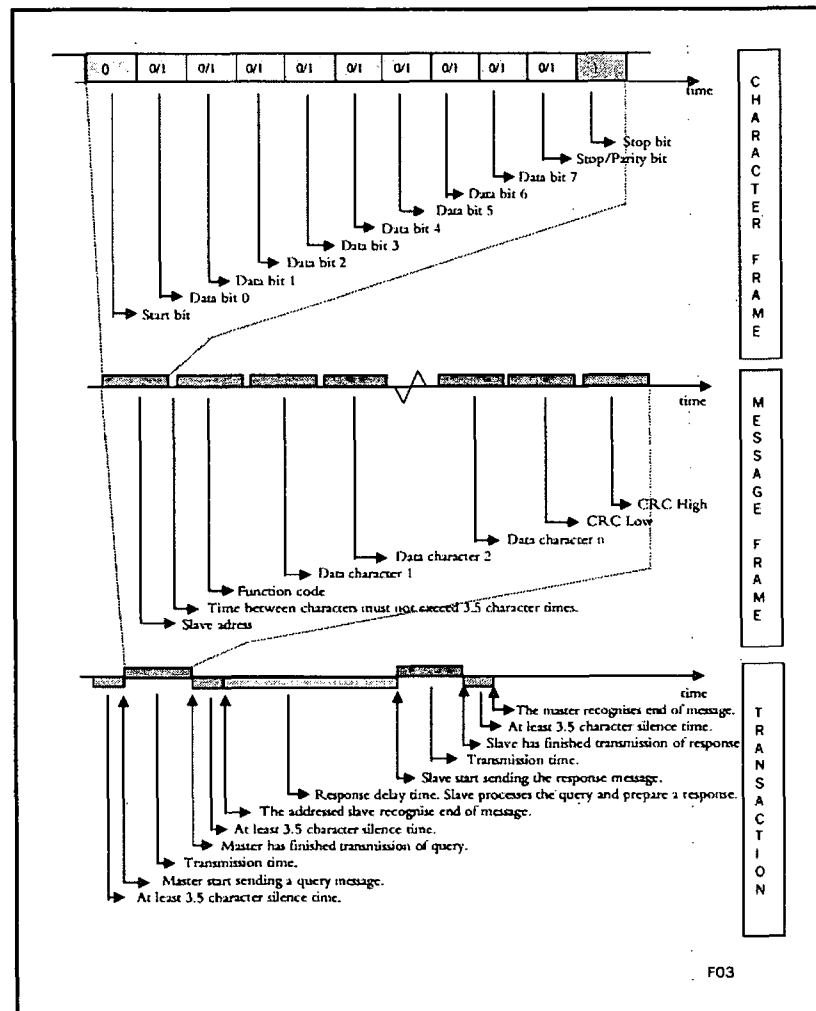 0 0/1 0/1 0/1 0/1 0/1 0/1 0/1 0/1 0/1
time
Stop bit
Stop/Parity bit
Data bit 7
Data bit 6
Data bit 5
Data bit 4
Data bit 3
Data bit 2
Data bit 1
Data bit 0
Start bit
CHARACTER FRAME
time
CRC High
CRC Low
Data character n
Data character 2
Data character 1
Function code
Time between characters must not exceed 3.5 character times.
Slave adress
MESSAGE FRAME
time
The master recognises end of message.
At least 3.5 character silence time.
Slave has finished transmission of response
Transmission time.
Slave start sending the response message.
Response delay time. Slave processes the query and prepare a response.
The addressed slave recognise end of message.
At least 3.5 character silence time.
Master has finished transmission of query.
Transmission time.
Master start sending a query message.
At least 3.5 character silence time.
TRANSACTION
F03